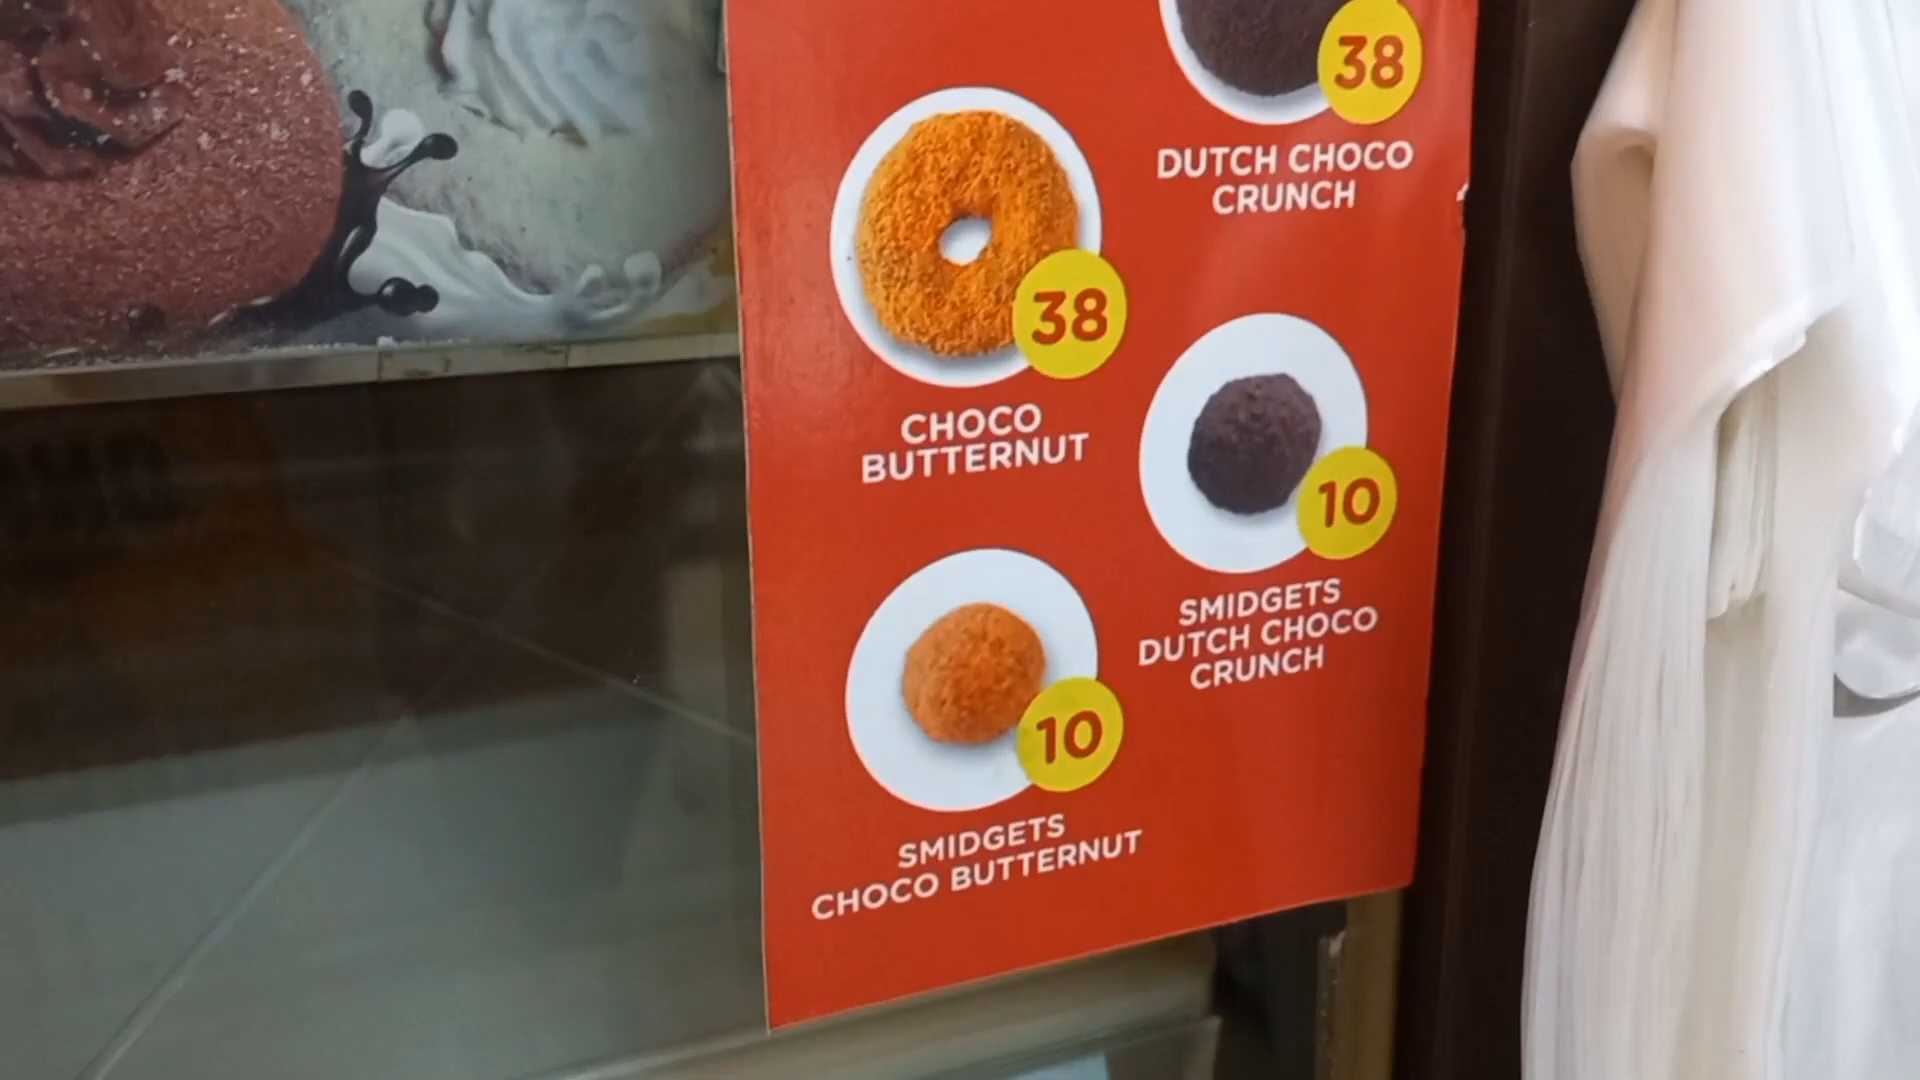 38
DUTCH CHOCO
CRUNCH
38
CHOCO
BUTTERNUT
10
SMIDGETS
DUTCH CHOCO
CRUNCH
10
SMIDGETS
CHOCO BUTTERNUT